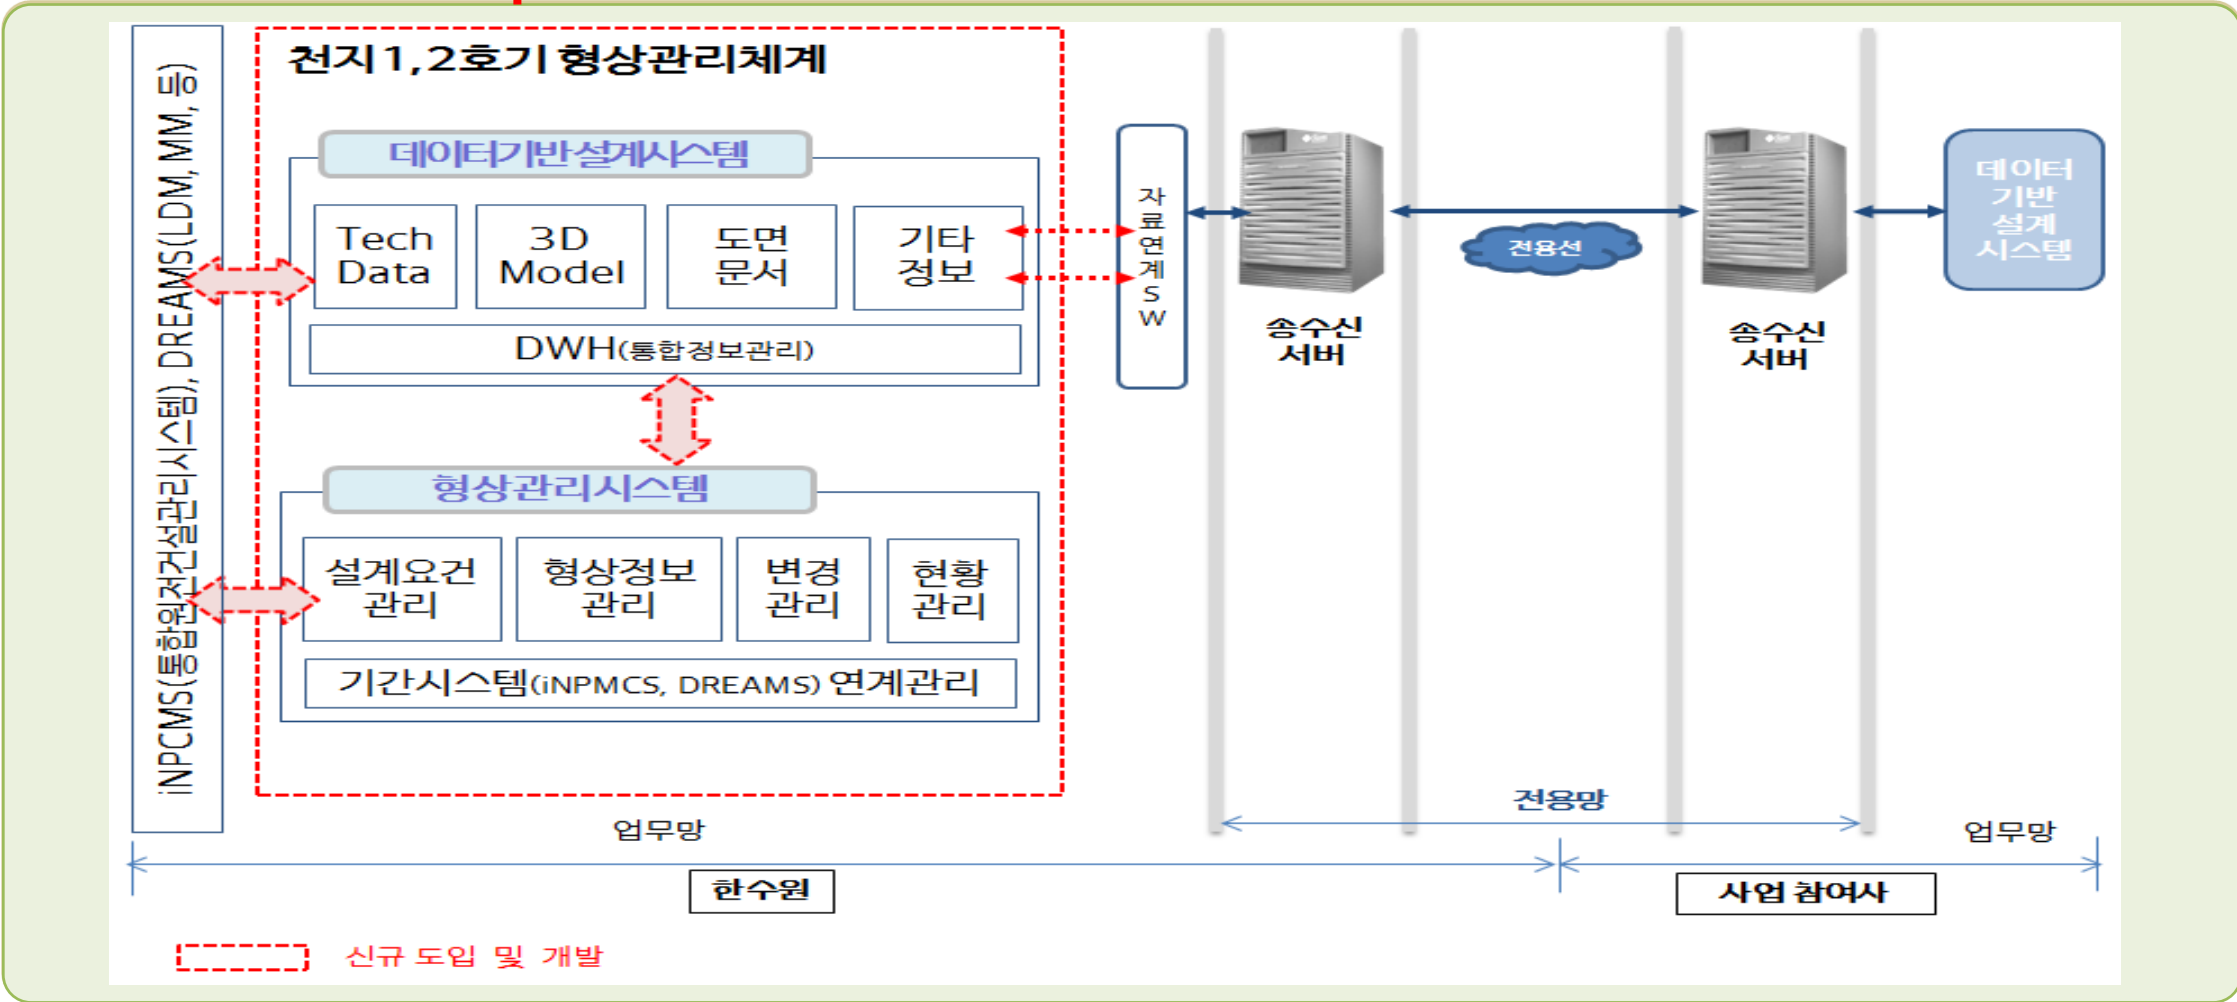 iNPCMS(통합원전건설관리시스템), DREAMS(LDM, MM, 등)
천지1,2호기 형상관리체계
데이터기반설계시스템
Tech
Data
3D
Model
도면
문서
기타
정보
DWH(통합정보관리)
형상관리시스템
설계요건
관리
형상정보
관리
변경
관리
현황
관리
기간시스템(iNPMCS, DREAMS) 연계관리
자
료
연
계
S
W
송수신
서버
전용선
송수신
서버
데이터
기반
설계
시스템
전용망
업무망
업무망
한수원
사업 참여사
신규 도입 및 개발